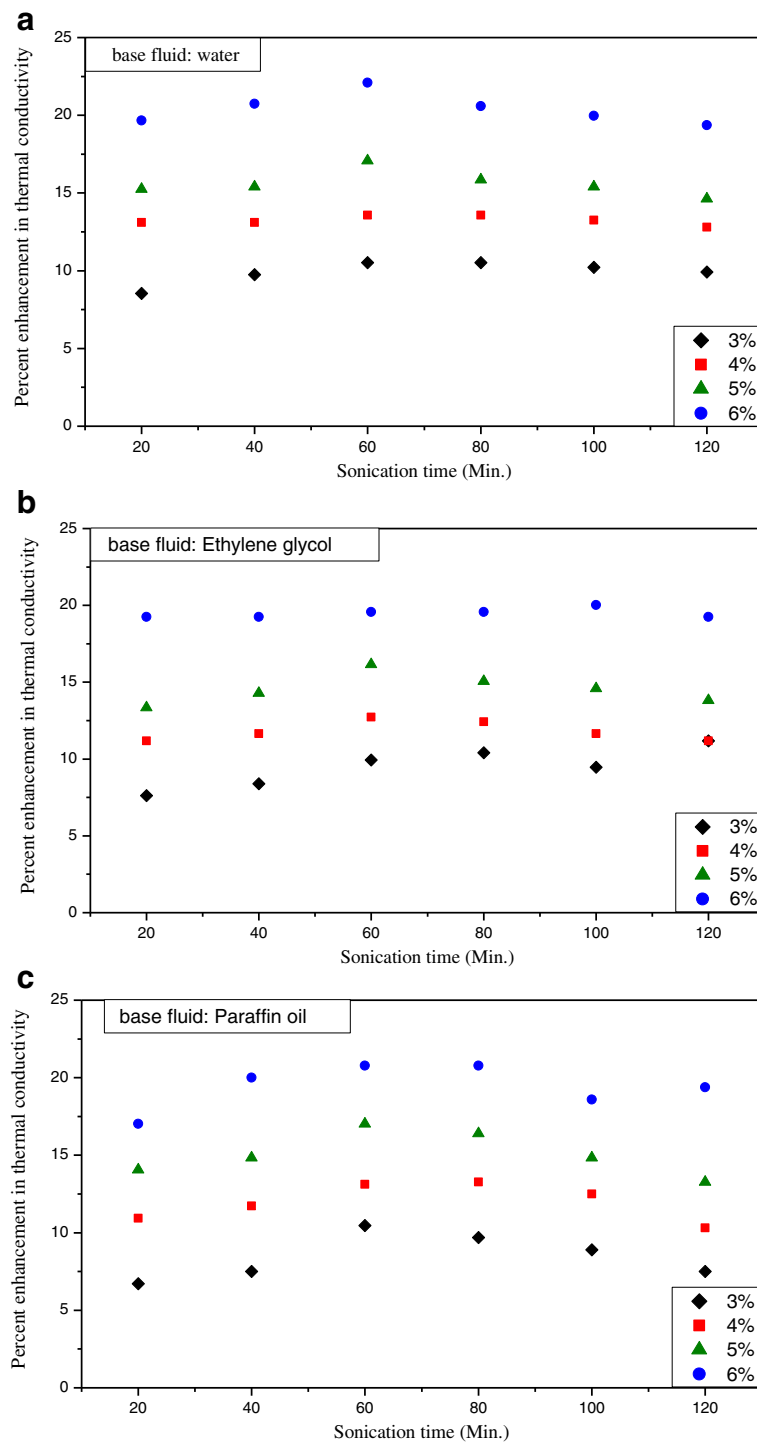 a
25
base fluid: water
20
15
10
5
0
Percent enhancement in thermal conductivity
3%
4%
5%
6%
20 40 60 80 100 120
Sonication time (Min.)
b
25
base fluid: Ethylene glycol
20
15
10
5
0
Percent enhancement in thermal conductivity
3%
4%
5%
6%
20 40 60 80 100 120
Sonication time (Min.)
c
25
base fluid: Paraffin oil
20
15
10
5
0
Percent enhancement in thermal conductivity
3%
4%
5%
6%
20 40 60 80 100 120
Sonication time (Min.)